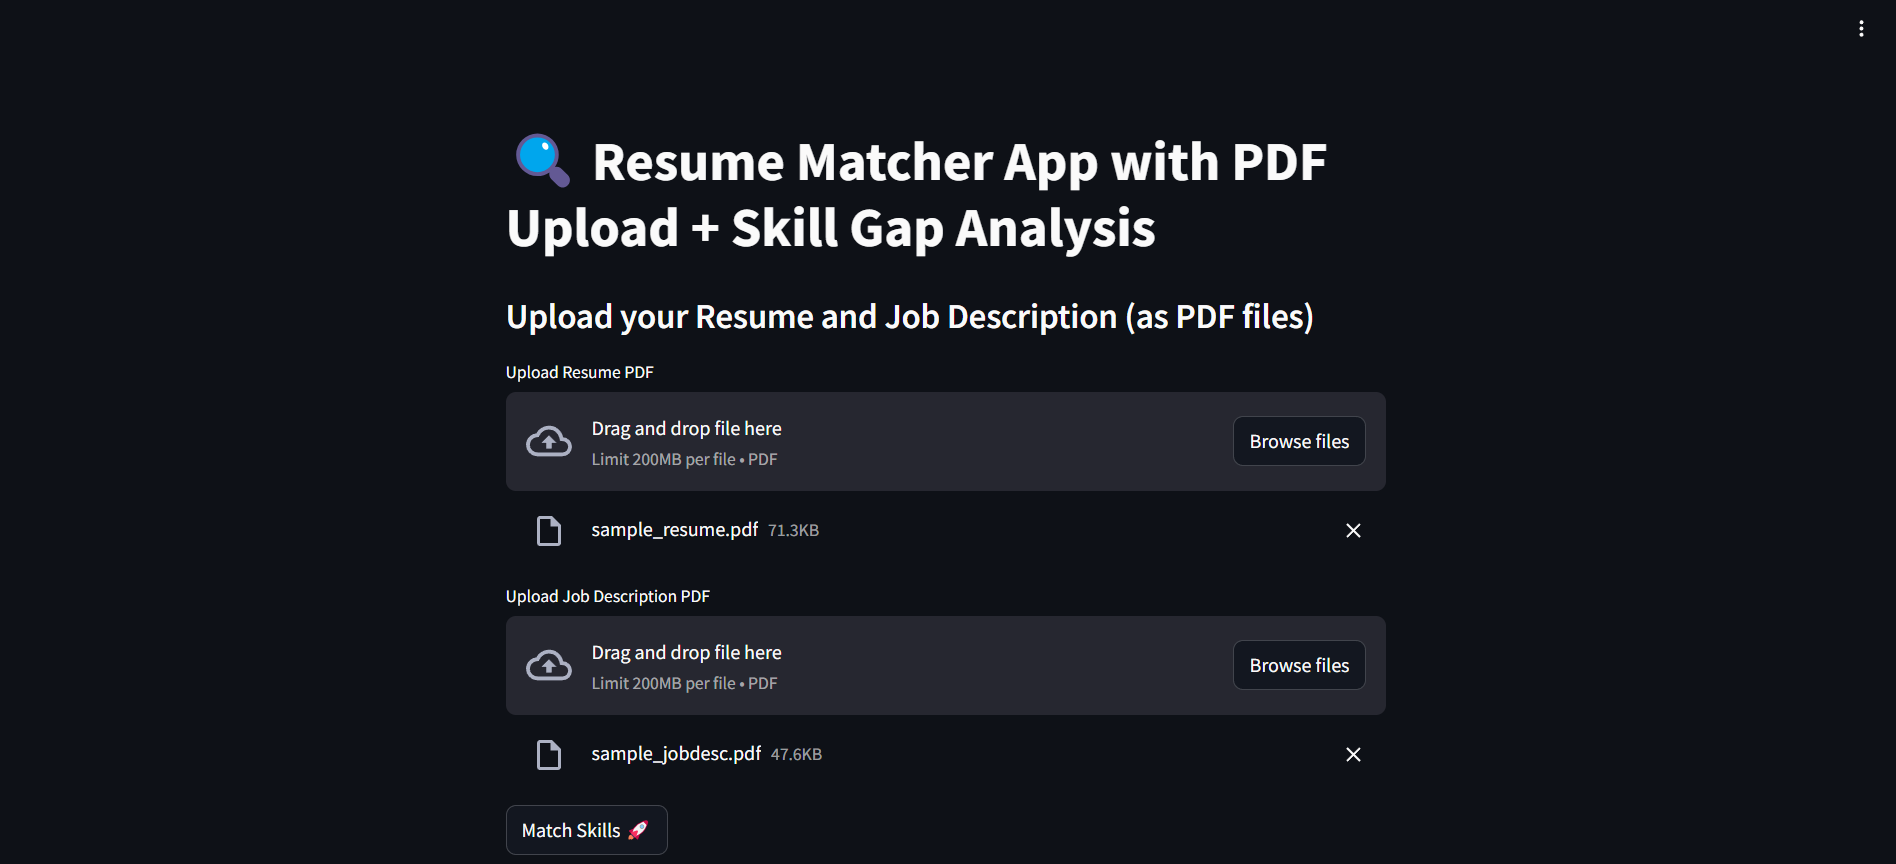 Resume Matcher App with PDF
Upload + Skill Gap Analysis
Upload your Resume and Job Description (as PDF files)
Upload Resume PDF
Drag and drop file here
Limit 200MB per file • PDF
Browse files
sample_resume.pdf 71.3KB
Upload Job Description PDF
Drag and drop file here
Limit 200MB per file • PDF
Browse files
sample_jobdesc.pdf 47.6KB
Match Skills 🚀